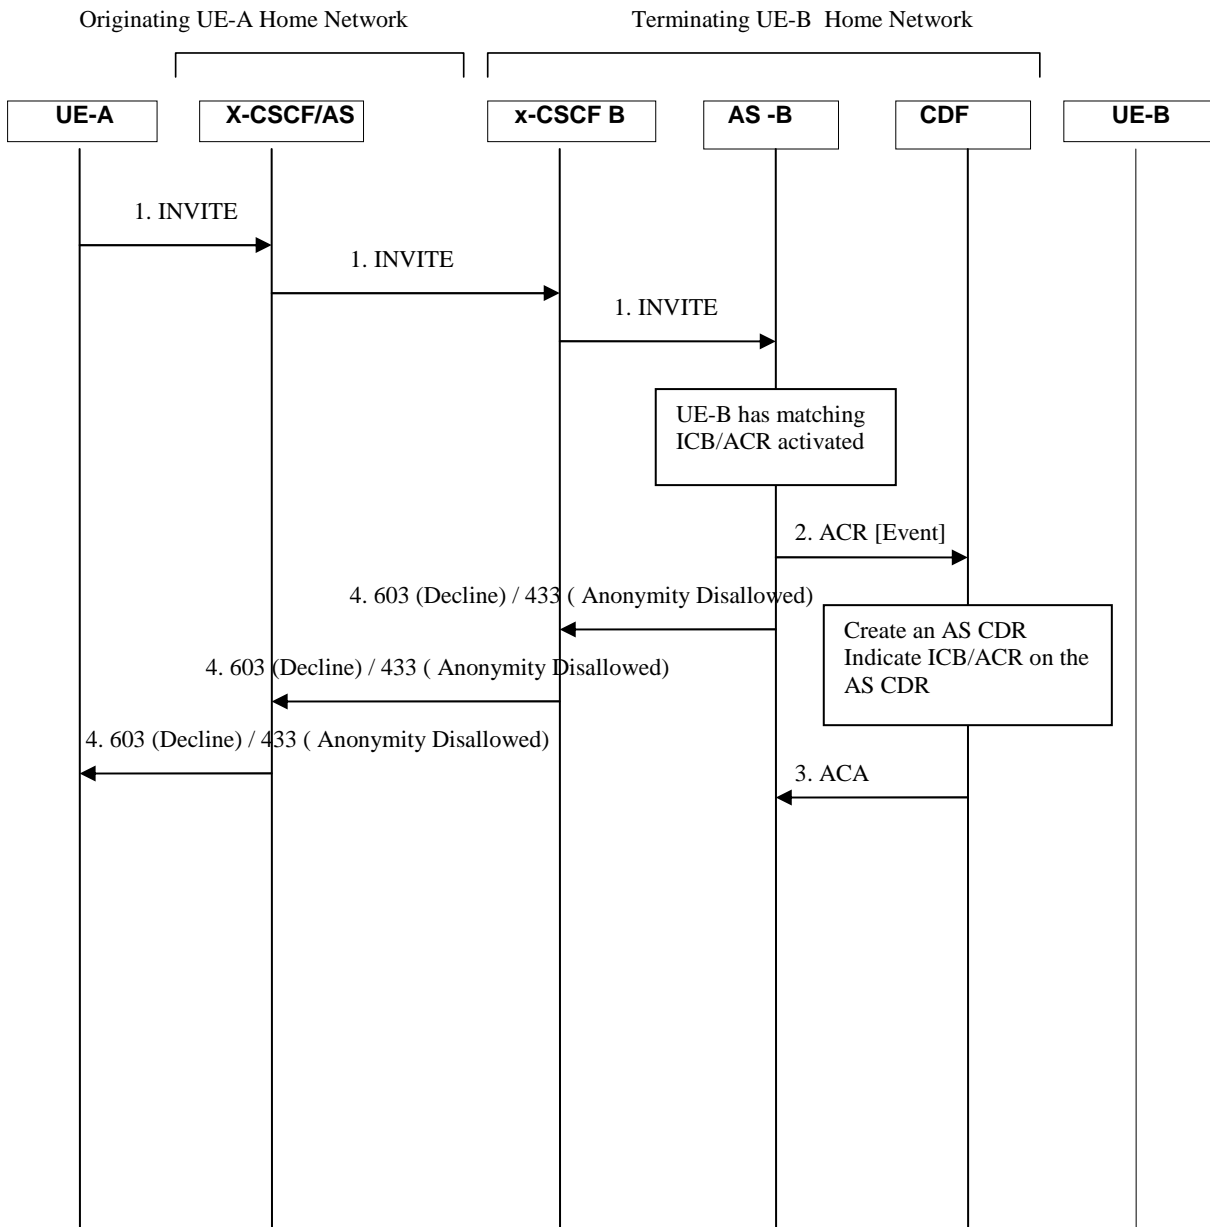 Originating UE-A Home Network
Terminating UE-B  Home Network
UE-A
X-CSCF/AS
x-CSCF B
AS -B
CDF
UE-B
1. INVITE
1. INVITE
1. INVITE
UE-B has matching
ICB/ACR activated
2. ACR [Event]
4. 603 (Decline) / 433 ( Anonymity Disallowed)
Create an AS CDR
Indicate ICB/ACR on the
AS CDR
4. 603 (Decline) / 433 ( Anonymity Disallowed)
4. 603 (Decline) / 433 ( Anonymity Disallowed)
3. ACA